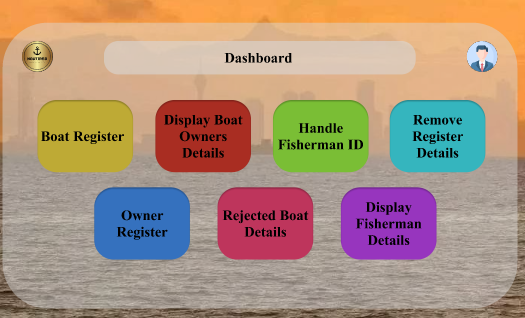 Dashboard
Boat Register
Display Boat
Owners
Details
Handle
Fisherman ID
Remove
Register
Details
Owner
Register
Rejected Boat
Details
Display
Fisherman
Details